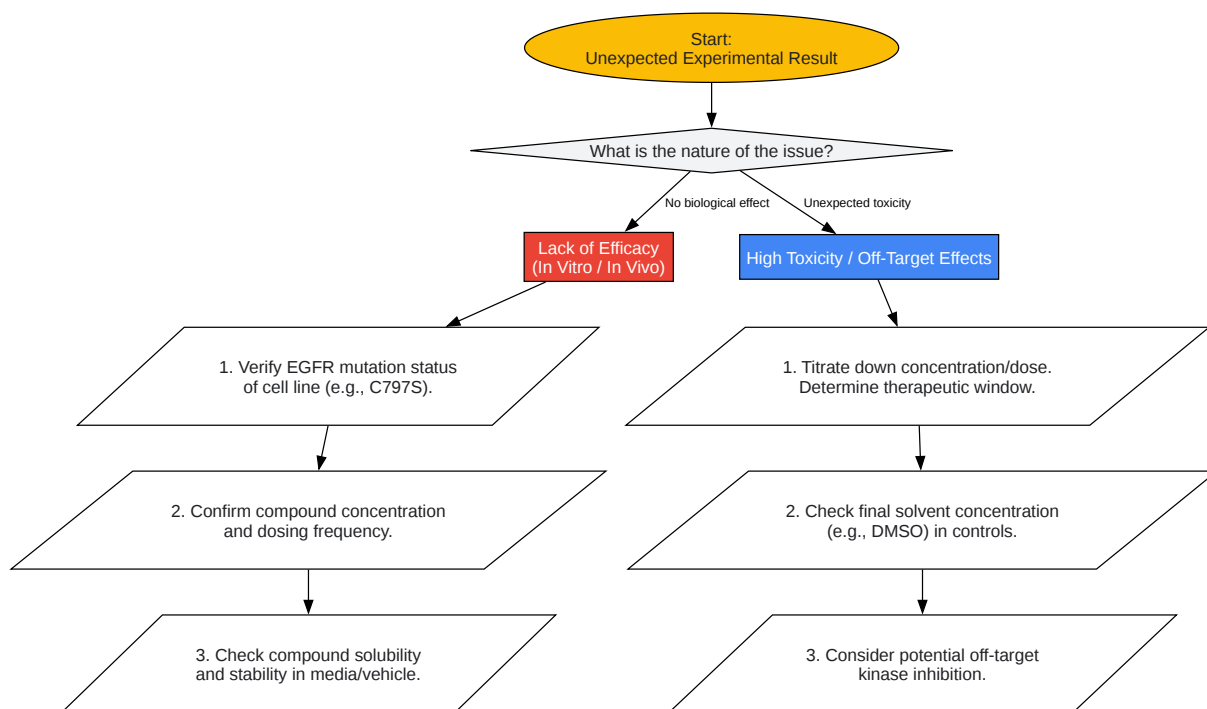 Start:
Unexpected Experimental Result
What is the nature of the issue?
No biological effect
Unexpected toxicity
Lack of Efficacy
(In Vitro / In Vivo)
High Toxicity / Off-Target Effects
1. Verify EGFR mutation status
of cell line (e.g., C797S).
1. Titrate down concentration/dose.
Determine therapeutic window.
2. Confirm compound concentration
and dosing frequency.
2. Check final solvent concentration
(e.g., DMSO) in controls.
3. Check compound solubility
and stability in media/vehicle.
3. Consider potential off-target
kinase inhibition.